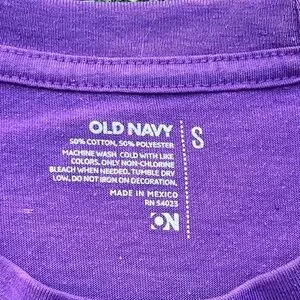 OLD NAVY
S
50% COTTON, 50% POLYESTER
MACHINE WASH COLD WITH LIKE
COLORS. ONLY NON-CHLORINE
BLEACH WHEN NEEDED. TUMBLE DRY
LOW. DO NOT IRON ON DECORATION.
MADE IN MEXICO
RN 54023
ON